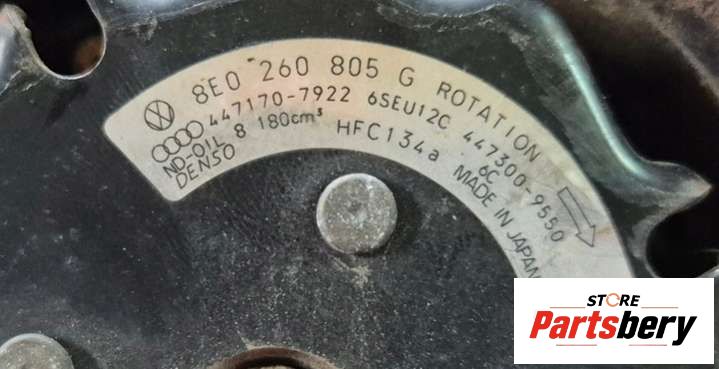 8E0 260 805 G ROTATION
447170-7922 6SEU12C 447300-9550
ND-OIL 8 180cm³ HFC134a 6C
DENSO MADE IN JAPAN
STORE
Partsbery